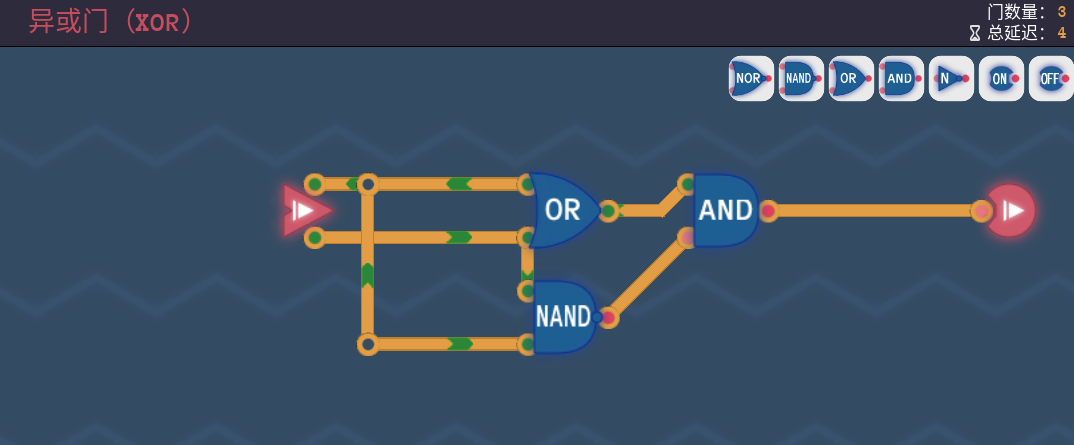 异或门（XOR）
门数量： 3
总延迟： 4
NOR NAND OR AND N ON OFF
OR
AND
NAND